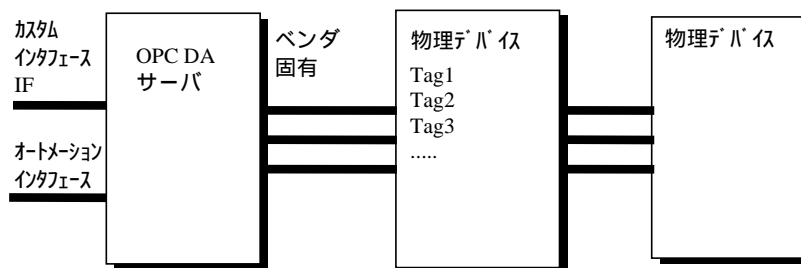 ｶｽﾀﾑ
ｲﾝﾀﾌｪｰｽ
IF
ｵｰﾄﾒｰｼｮﾝ
ｲﾝﾀﾌｪｰｽ
OPC DA
サーバ
ベンダ
固有
物理ﾃﾞﾊﾞｲｽ
Tag1
Tag2
Tag3
.....
物理ﾃﾞﾊﾞｲｽ